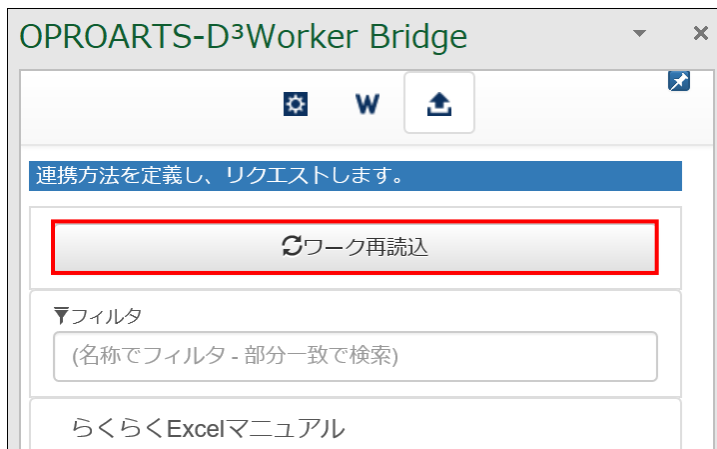 OPROARTS-D³Worker Bridge
W
連携方法を定義し、リクエストします。
ワーク再読込
フィルタ
(名称でフィルタ - 部分一致で検索)
らくらくExcelマニュアル